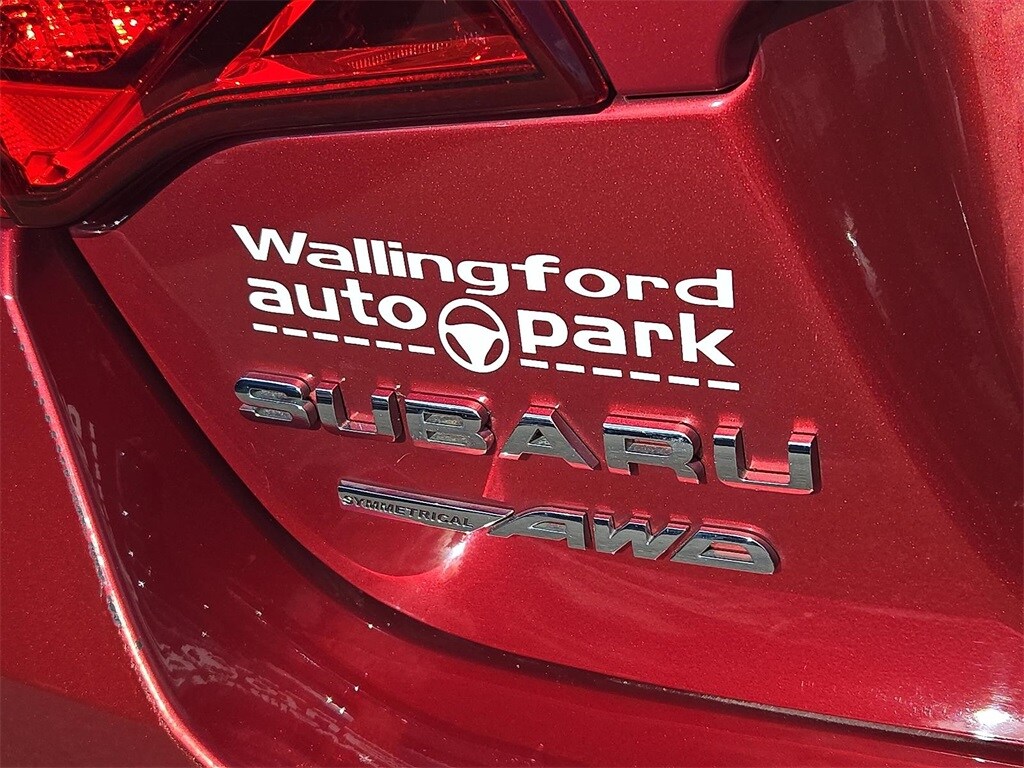 Wallingford
auto park
SUBARU
SYMMETRICAL AWD